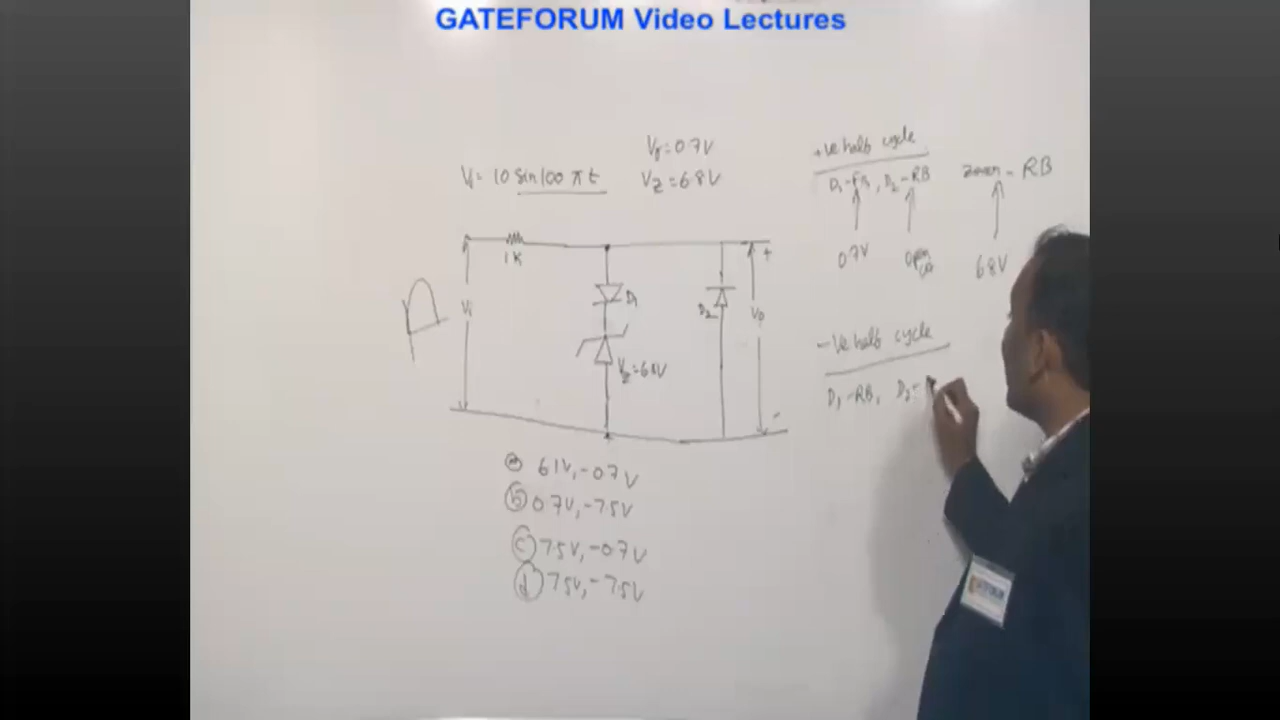 GATEFORUM Video Lectures
Vγ = 0.7V
Vi = 10 Sin 100 π t
VZ = 6.8V
1K
Vi
D1
D2
Vo
+
-
Vz = 6.8V
(a) 6.1V, -0.7V
(b) 0.7V, -7.5V
(c) 7.5V, -0.7V
(d) 7.5V, -7.5V
+ve half cycle
D1 - FB, D2 - RB
Zener - RB
0.7V
open
6.8V
-Ve half cycle
D1 - RB, D2 -
GATEFORUM